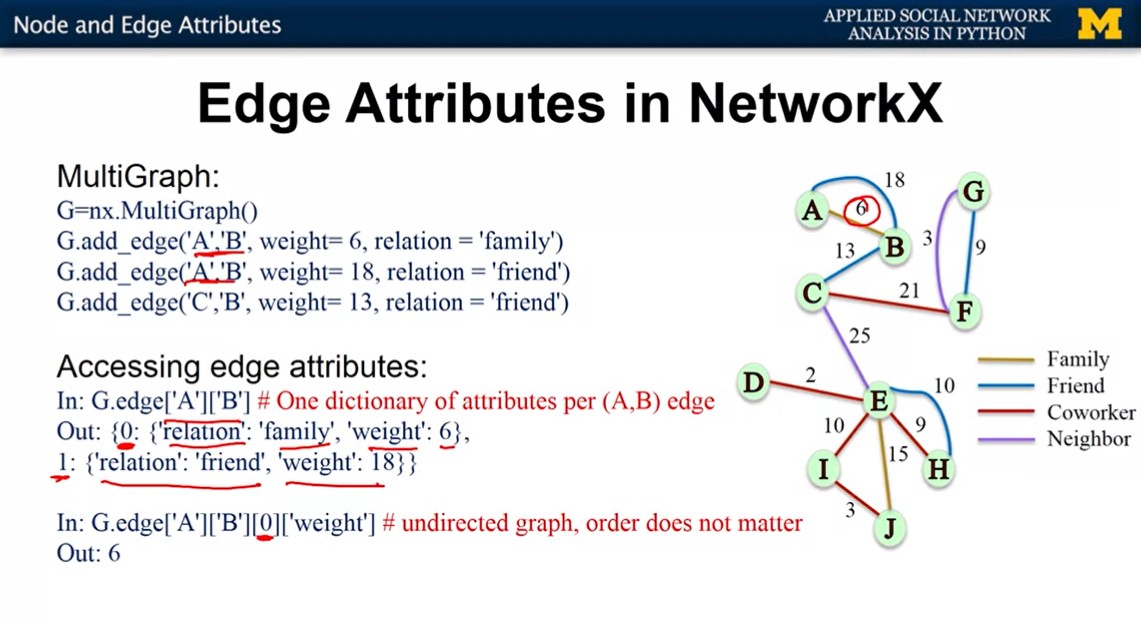 Node and Edge Attributes
APPLIED SOCIAL NETWORK
ANALYSIS IN PYTHON
M
Edge Attributes in NetworkX
MultiGraph:
G=nx.MultiGraph()
G.add_edge('A','B', weight= 6, relation = 'family')
G.add_edge('A','B', weight= 18, relation = 'friend')
G.add_edge('C','B', weight= 13, relation = 'friend')
Accessing edge attributes:
In: G.edge['A']['B'] # One dictionary of attributes per (A,B) edge
Out: {0: {'relation': 'family', 'weight': 6},
1: {'relation': 'friend', 'weight': 18}}
In: G.edge['A']['B'][0]['weight'] # undirected graph, order does not matter
Out: 6
18
G
A
6
B
3
9
13
C
21
F
25
D
2
E
10
10
9
15
I
H
3
J
Family
Friend
Coworker
Neighbor